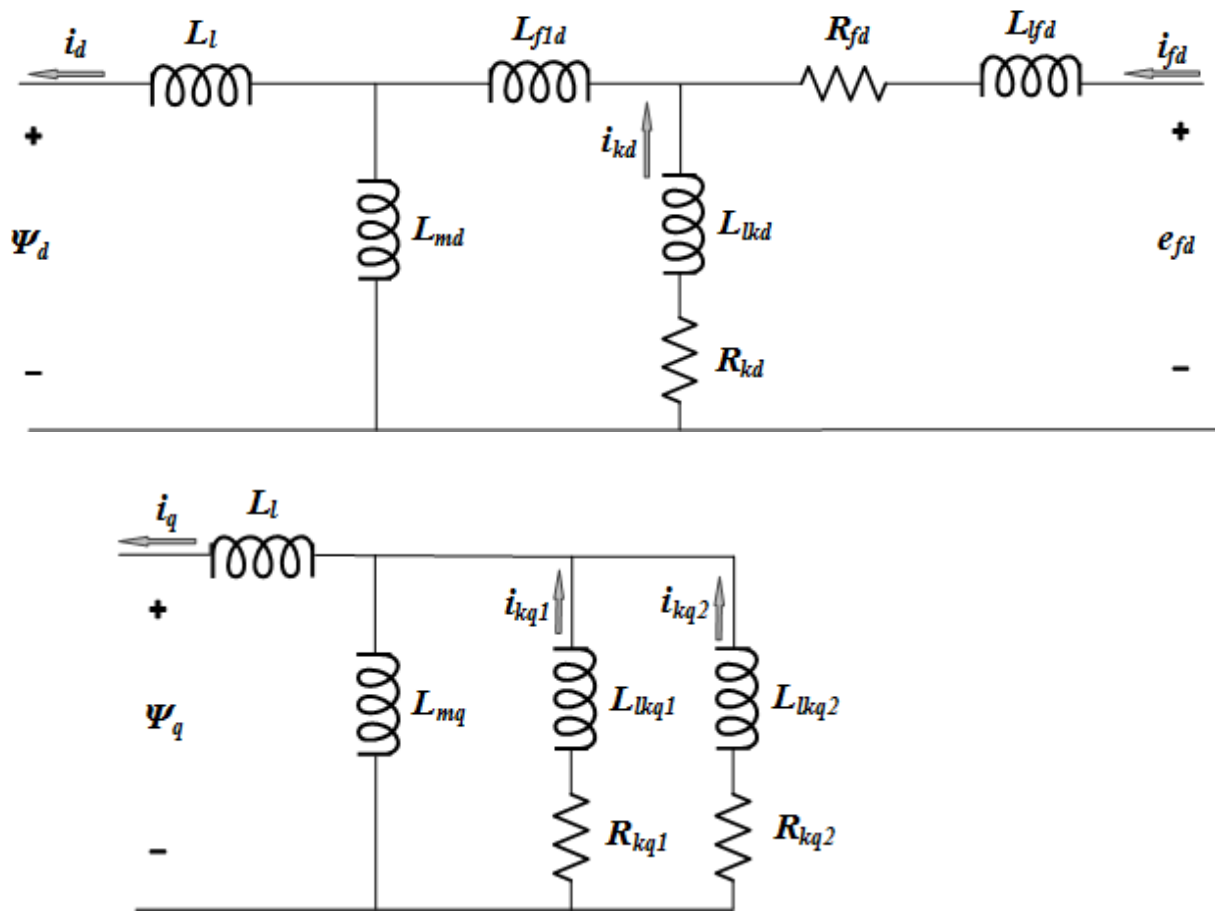 i_d L_l L_f1d R_fd L_lfd i_fd
+ i_kd +
Ψ_d L_md L_lkd e_fd
– R_kd –
i_q L_l
+ i_kq1 i_kq2
Ψ_q L_mq L_lkq1 L_lkq2
– R_kq1 R_kq2